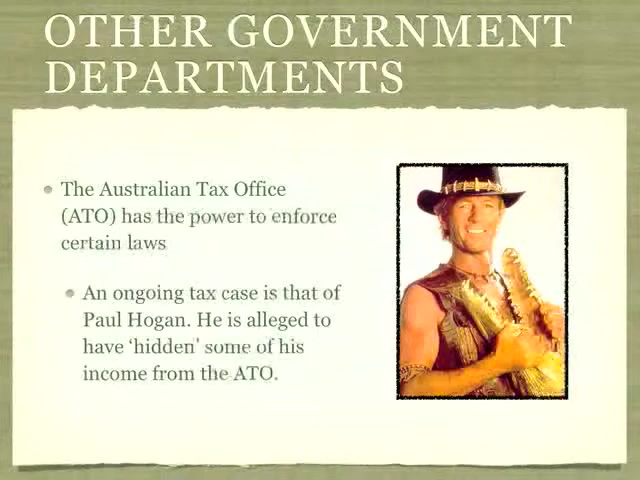 OTHER GOVERNMENT
DEPARTMENTS
The Australian Tax Office
(ATO) has the power to enforce
certain laws
An ongoing tax case is that of
Paul Hogan. He is alleged to
have ‘hidden’ some of his
income from the ATO.